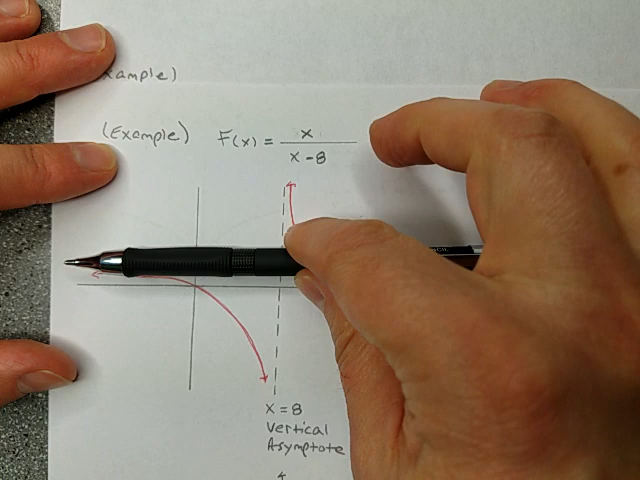 xample)
(Example) F(x) = x / x-8
x = 8
Vertical
Asymptote